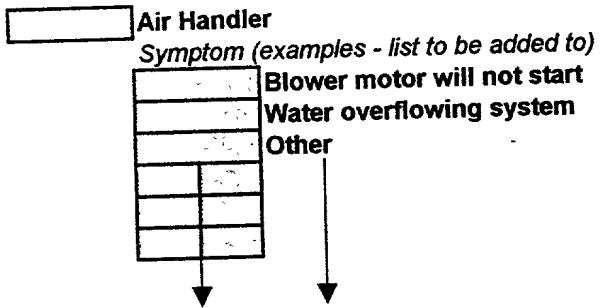 Air Handler
Symptom (examples - list to be added to)
Blower motor will not start
Water overflowing system
Other